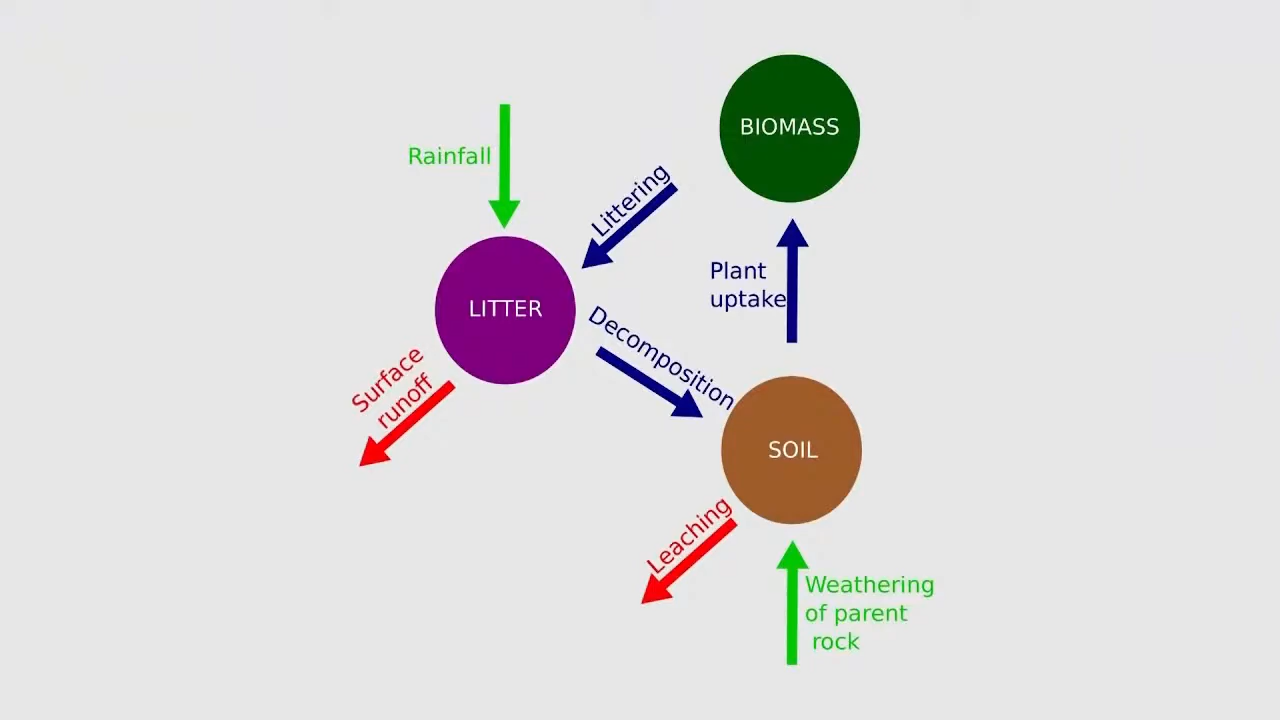 BIOMASS
Rainfall
Littering
Plant
uptake
LITTER
Decomposition
Surface
runoff
SOIL
Leaching
Weathering
of parent
rock